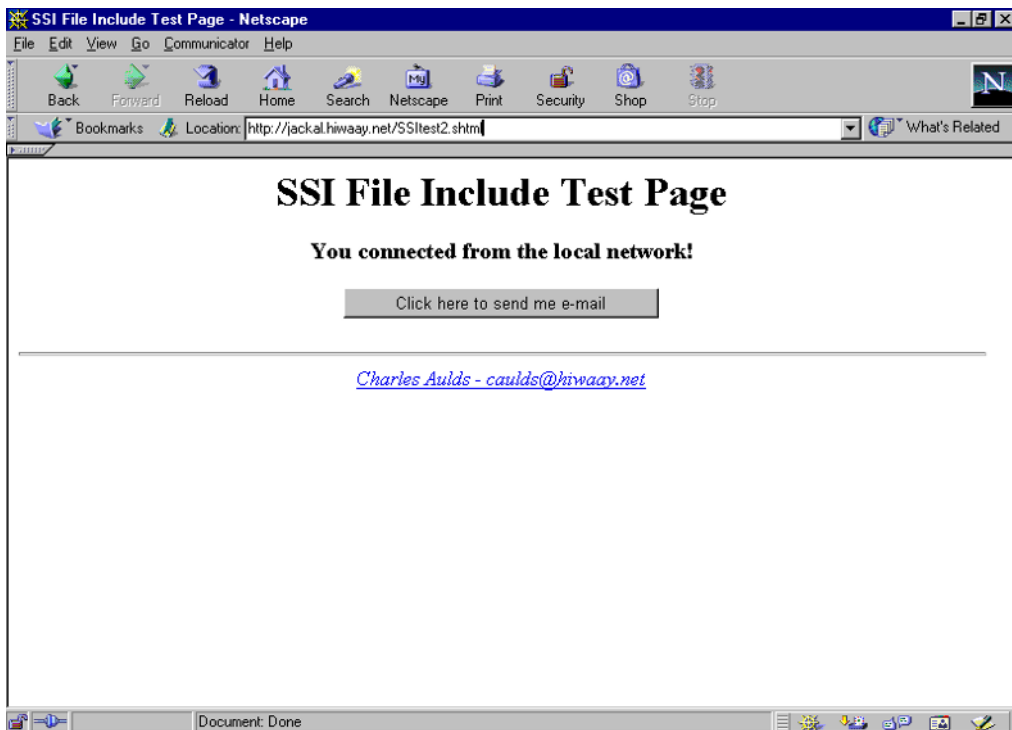 SSI File Include Test Page - Netscape
File Edit View Go Communicator Help
Back Forward Reload Home Search My Netscape Print Security Shop Stop N
Bookmarks Location: http://jackal.hiwaay.net/SSItest2.shtml What's Related
SSI File Include Test Page
You connected from the local network!
Click here to send me e-mail
Charles Aulds - caulds@hiwaay.net
Document: Done